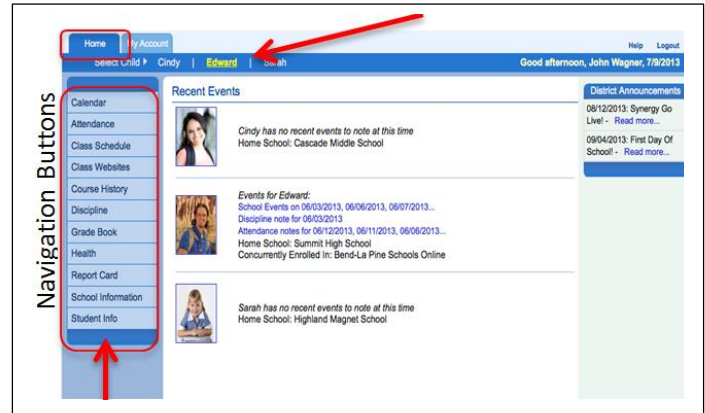 Home My Account
Help Logout
Select Child Cindy | Edward | Sarah
Good afternoon, John Wagner, 7/9/2013
Navigation Buttons
Calendar
Attendance
Class Schedule
Class Websites
Course History
Discipline
Grade Book
Health
Report Card
School Information
Student Info
Recent Events
Cindy has no recent events to note at this time
Home School: Cascade Middle School
Events for Edward:
School Events on 06/03/2013, 06/06/2013, 06/07/2013...
Discipline note for 06/03/2013
Attendance notes for 06/12/2013, 06/11/2013, 06/06/2013...
Home School: Summit High School
Concurrently Enrolled In: Bend-La Pine Schools Online
Sarah has no recent events to note at this time
Home School: Highland Magnet School
District Announcements
08/12/2013: Synergy Go
Live! - Read more...
09/04/2013: First Day Of
School! - Read more...